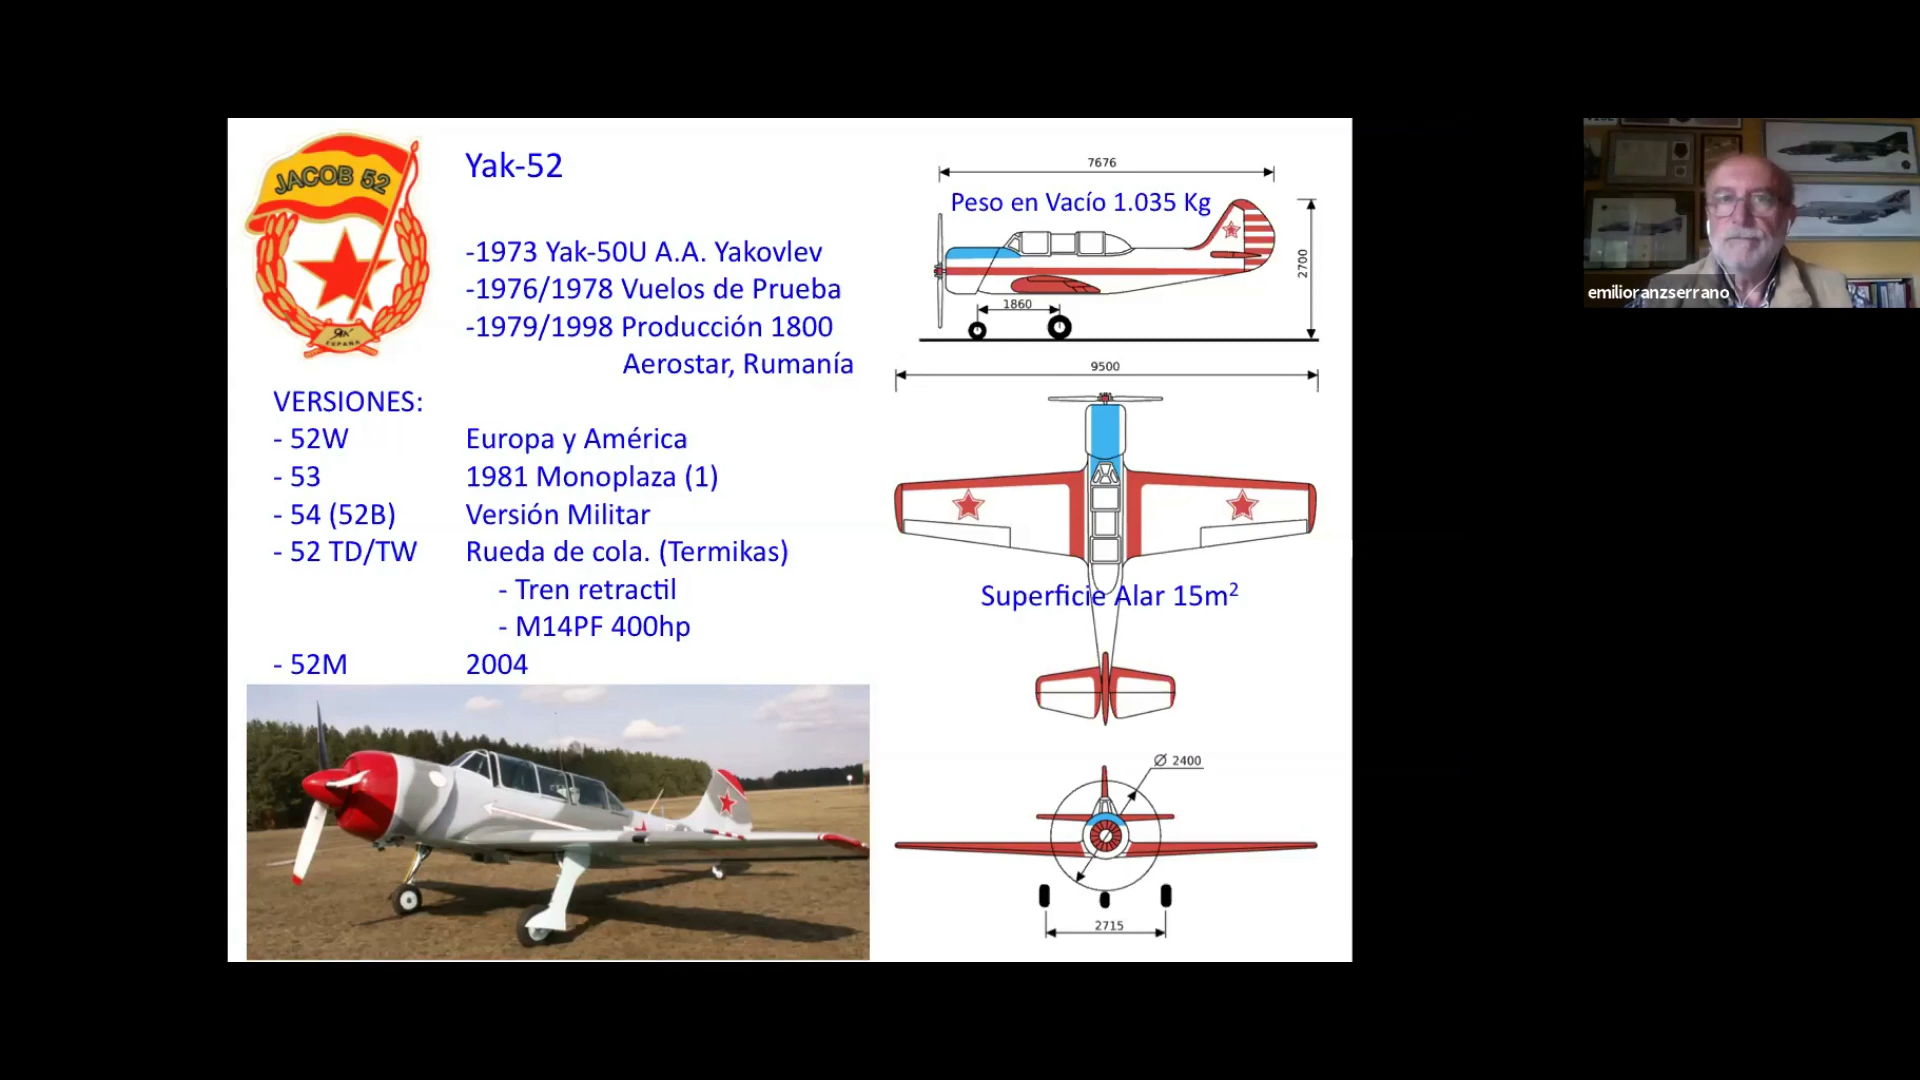 JACOB 52
ESPAÑA
Yak-52
-1973 Yak-50U A.A. Yakovlev
-1976/1978 Vuelos de Prueba
-1979/1998 Producción 1800
Aerostar, Rumanía
VERSIONES:
- 52W Europa y América
- 53 1981 Monoplaza (1)
- 54 (52B) Versión Militar
- 52 TD/TW Rueda de cola. (Termikas)
- Tren retractil
- M14PF 400hp
- 52M 2004
7676
Peso en Vacío 1.035 Kg
2700
1860
9500
Superficie Alar 15m²
⌀ 2400
2715
emilioranzserrano